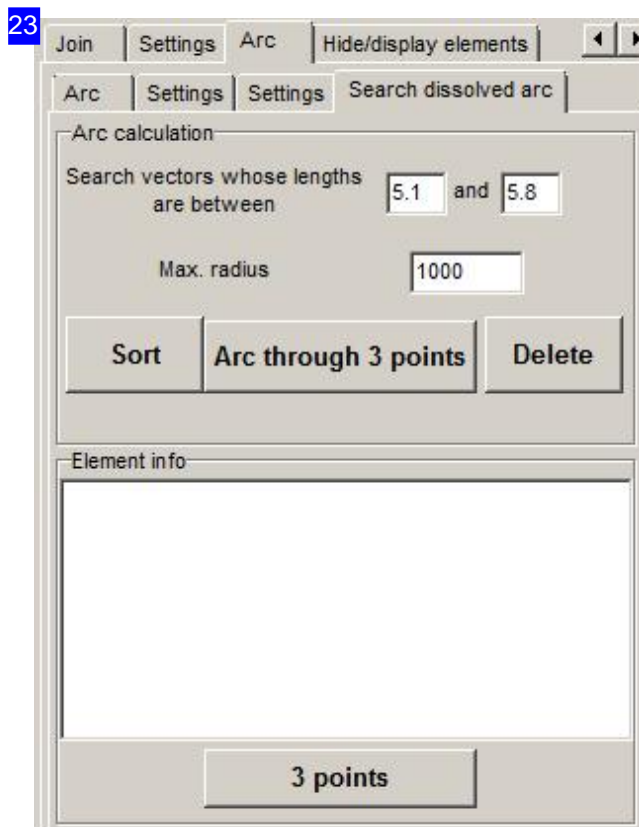 23
Join Settings Arc Hide/display elements
Arc Settings Settings Search dissolved arc
Arc calculation
Search vectors whose lengths
are between 5.1 and 5.8
Max. radius 1000
Sort Arc through 3 points Delete
Element info
3 points